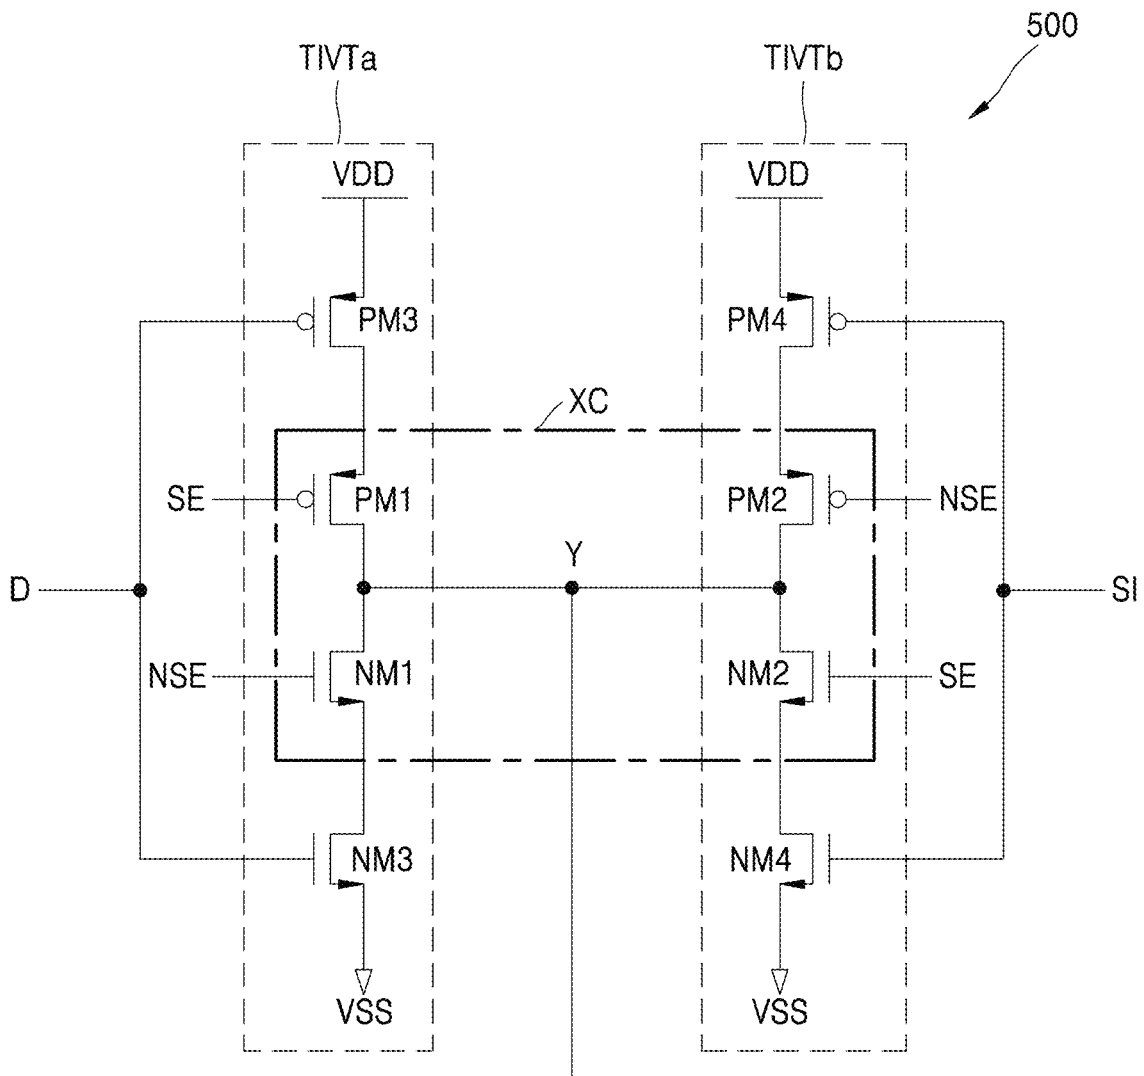 500
TIVTa
TIVTb
VDD
VDD
PM3
PM4
XC
SE
PM1
PM2
NSE
Y
D
SI
NSE
NM1
NM2
SE
NM3
NM4
VSS
VSS